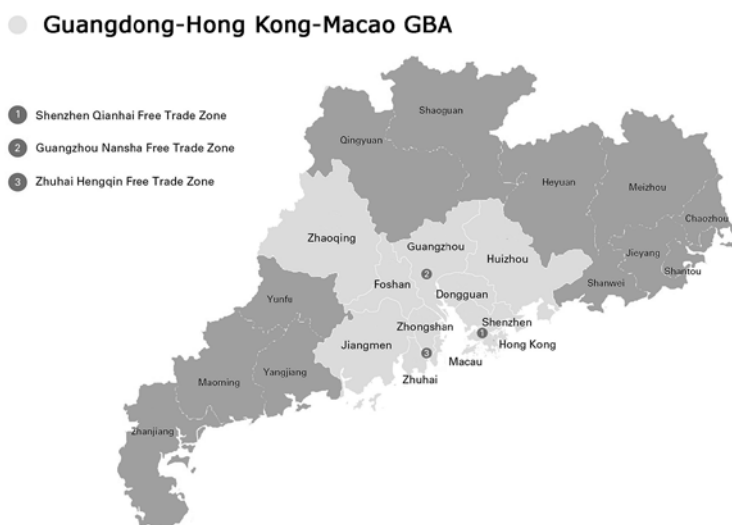 Guangdong-Hong Kong-Macao GBA
1 Shenzhen Qianhai Free Trade Zone
2 Guangzhou Nansha Free Trade Zone
3 Zhuhai Hengqin Free Trade Zone
Shaoguan
Qingyuan
Heyuan
Meizhou
Chaozhou
Jieyang
Shantou
Shanwei
Zhaoqing
Guangzhou
Huizhou
2
Foshan
Dongguan
Yunfe
Zhongshan
Shenzhen
1
Jiangmen
Hong Kong
3
Macau
Yangjiang
Zhuhai
Maoming
Zhanjiang